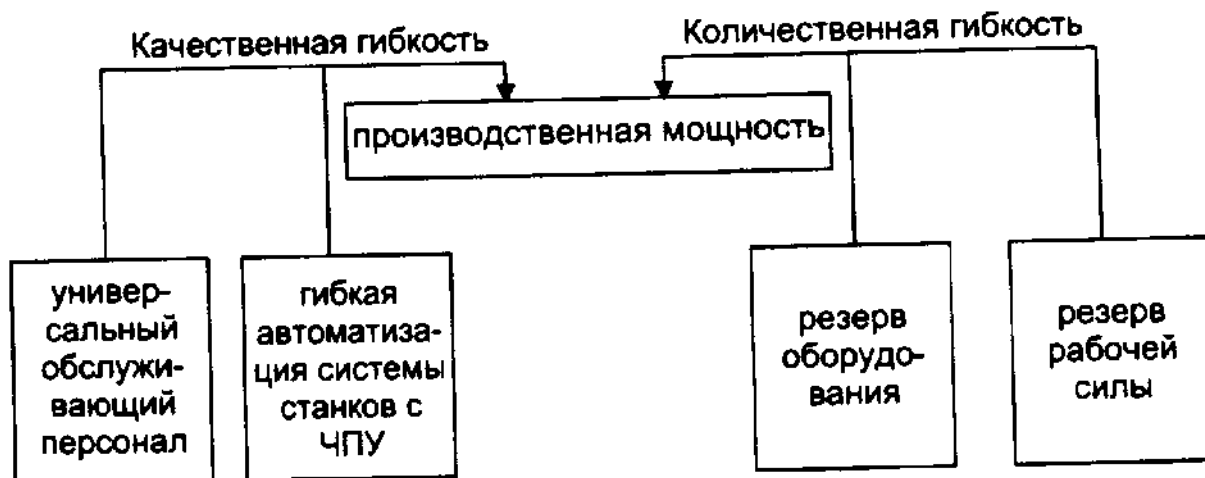 Качественная гибкость
Количественная гибкость
производственная мощность
универ-
сальный
обслужи-
вающий
персонал
гибкая
автоматиза-
ция системы
станков с
ЧПУ
резерв
оборудо-
вания
резерв
рабочей
силы